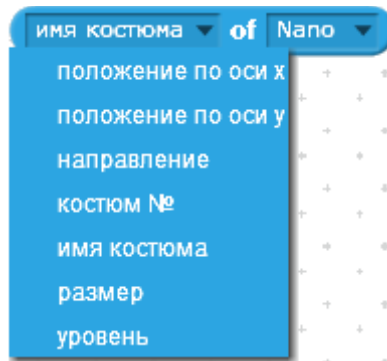 имя костюма of Nano
положение по оси x
положение по оси y
направление
костюм №
имя костюма
размер
уровень